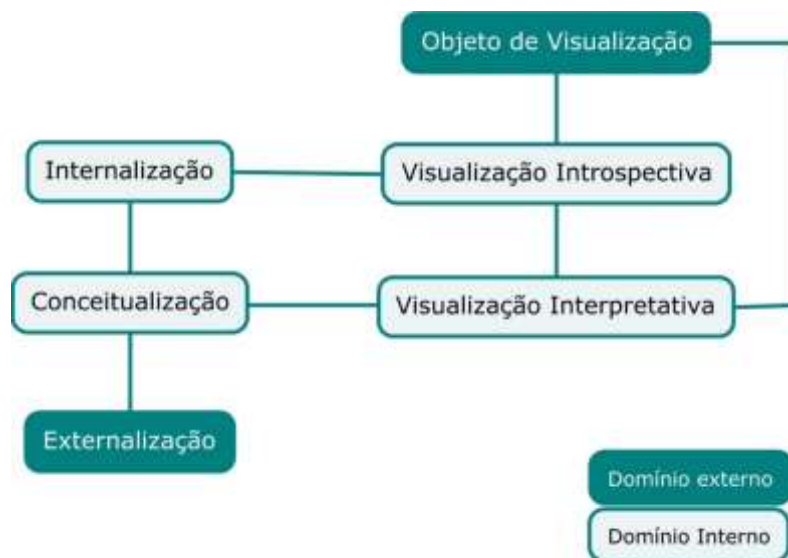 Objeto de Visualização
Internalização
Visualização Introspectiva
Conceitualização
Visualização Interpretativa
Externalização
Domínio externo
Domínio Interno